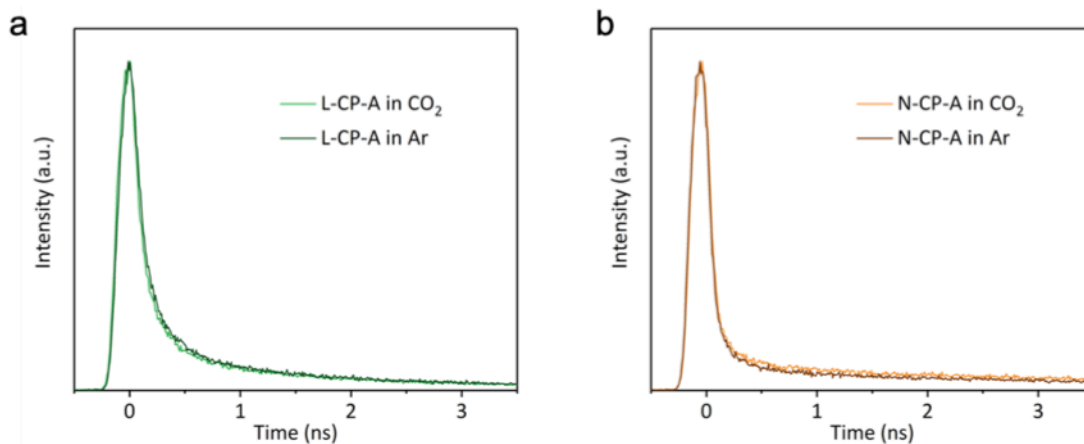 a
Intensity (a.u.)
L-CP-A in CO₂
L-CP-A in Ar
0 1 2 3
Time (ns)
b
Intensity (a.u.)
N-CP-A in CO₂
N-CP-A in Ar
0 1 2 3
Time (ns)